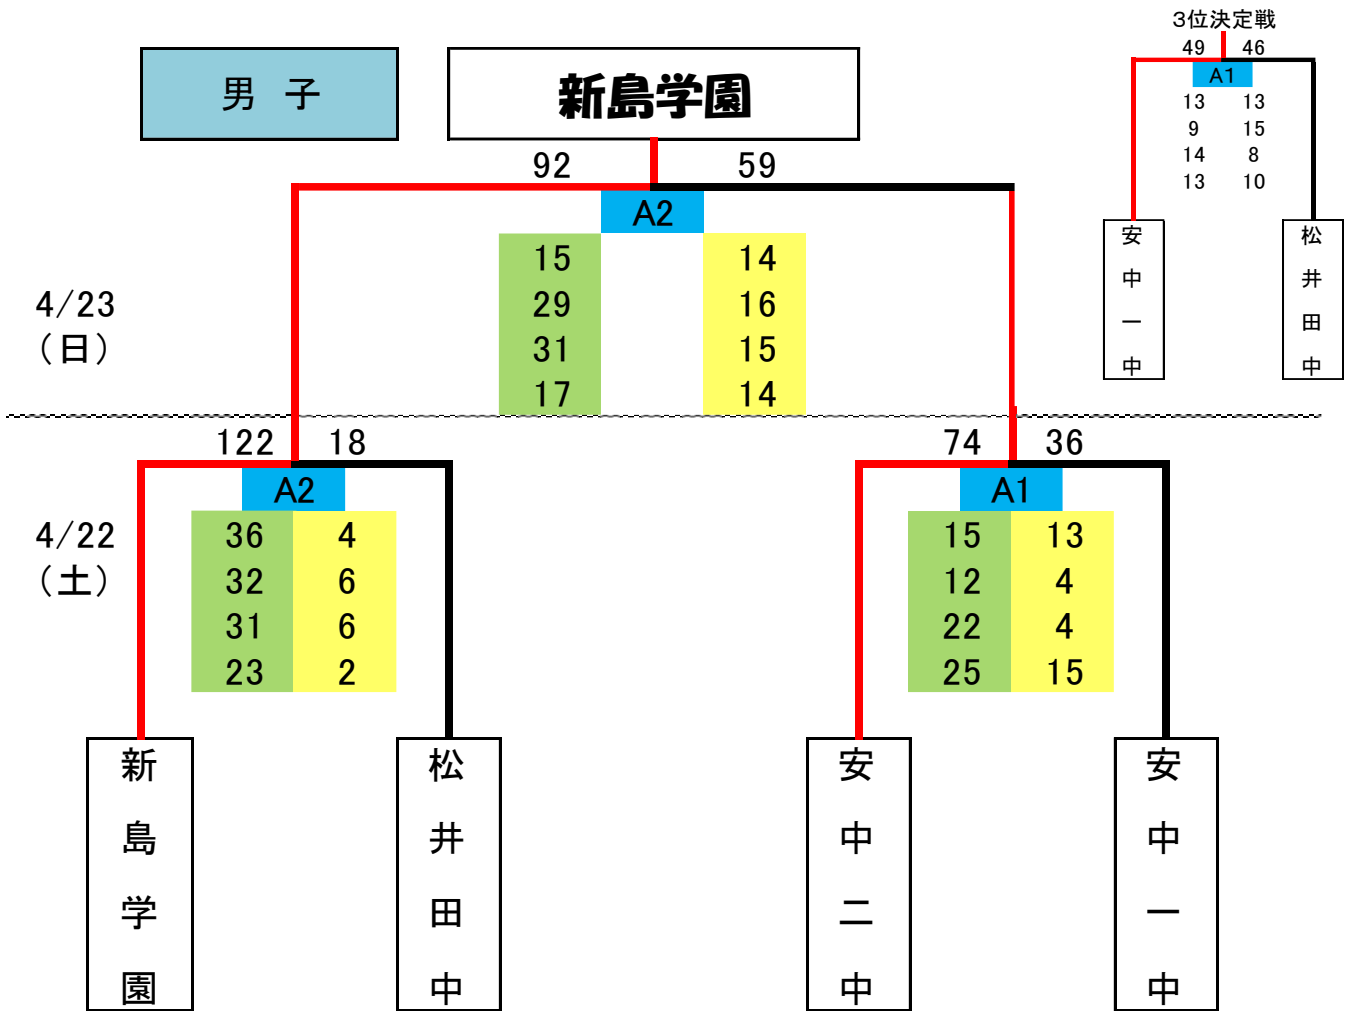 3位決定戦
49 46
A1
13 13
9 15
14 8
13 10
安中一中
松井田中
男 子
新島学園
92 59
A2
15 14
29 16
31 15
17 14
4/23
（日）
122 18
A2
36 4
32 6
31 6
23 2
74 36
A1
15 13
12 4
22 4
25 15
4/22
（土）
新島学園
松井田中
安中二中
安中一中